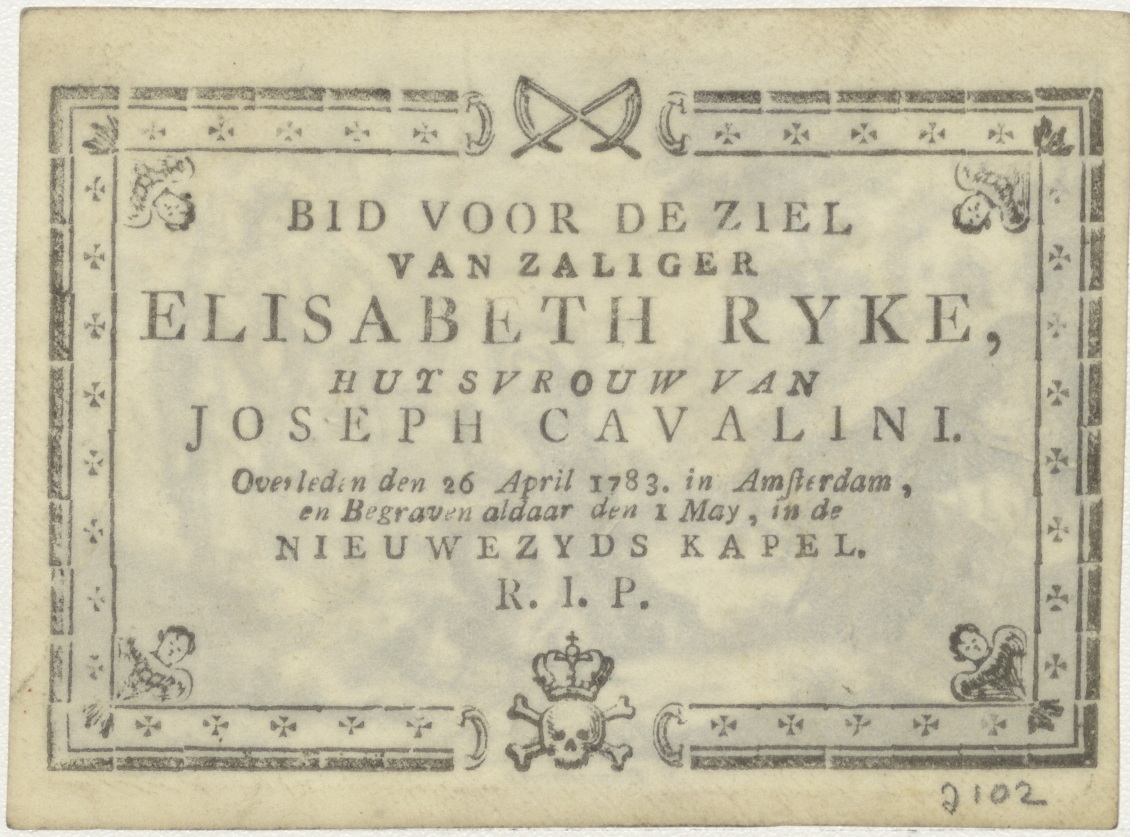 BID VOOR DE ZIEL
VAN ZALIGER
ELISABETH RYKE,
HUYSVROUW VAN
JOSEPH CAVALINI.
Overleden den 26 April 1783. in Amſterdam,
en Begraven aldaar den 1 May, in de
NIEUWEZYDS KAPEL.
R. I. P.
2102